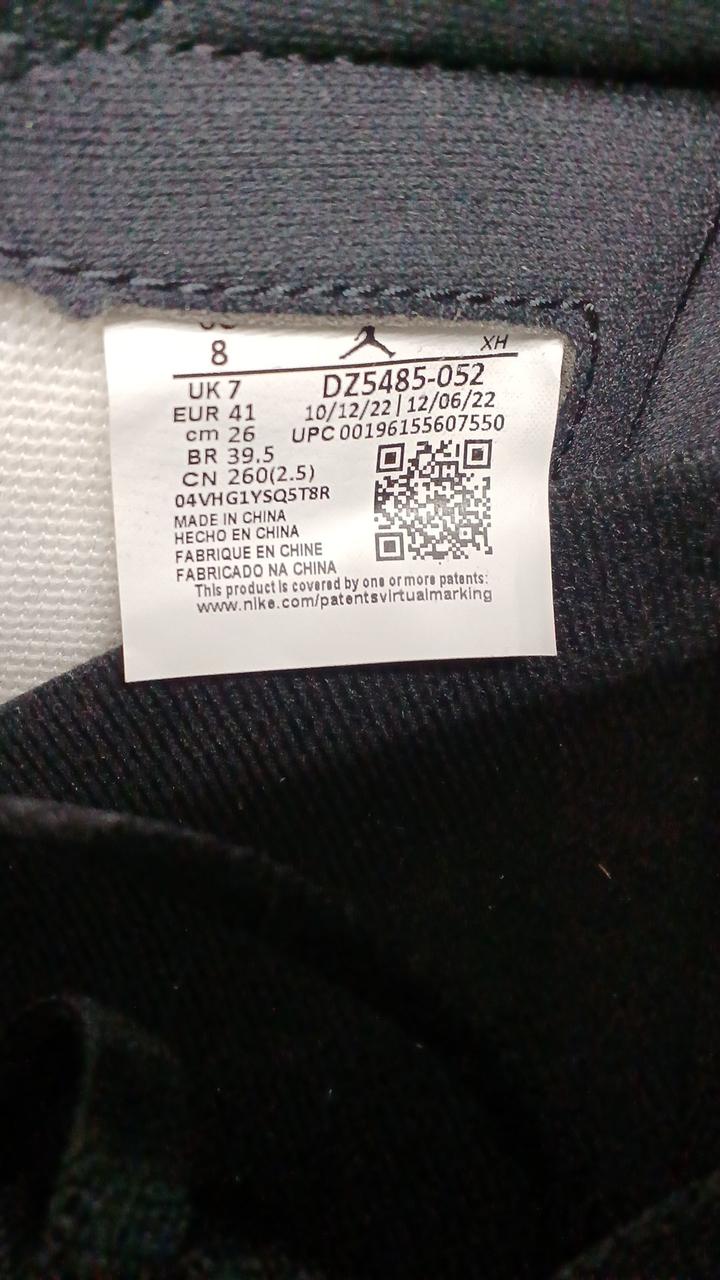 8
XH
UK 7
DZ5485-052
EUR 41
10/12/22 | 12/06/22
cm 26
UPC 00196155607550
BR 39.5
CN 260(2.5)
04VHG1YSQ5T8R
MADE IN CHINA
HECHO EN CHINA
FABRIQUE EN CHINE
FABRICADO NA CHINA
This product is covered by one or more patents:
www.nike.com/patentsvirtualmarking